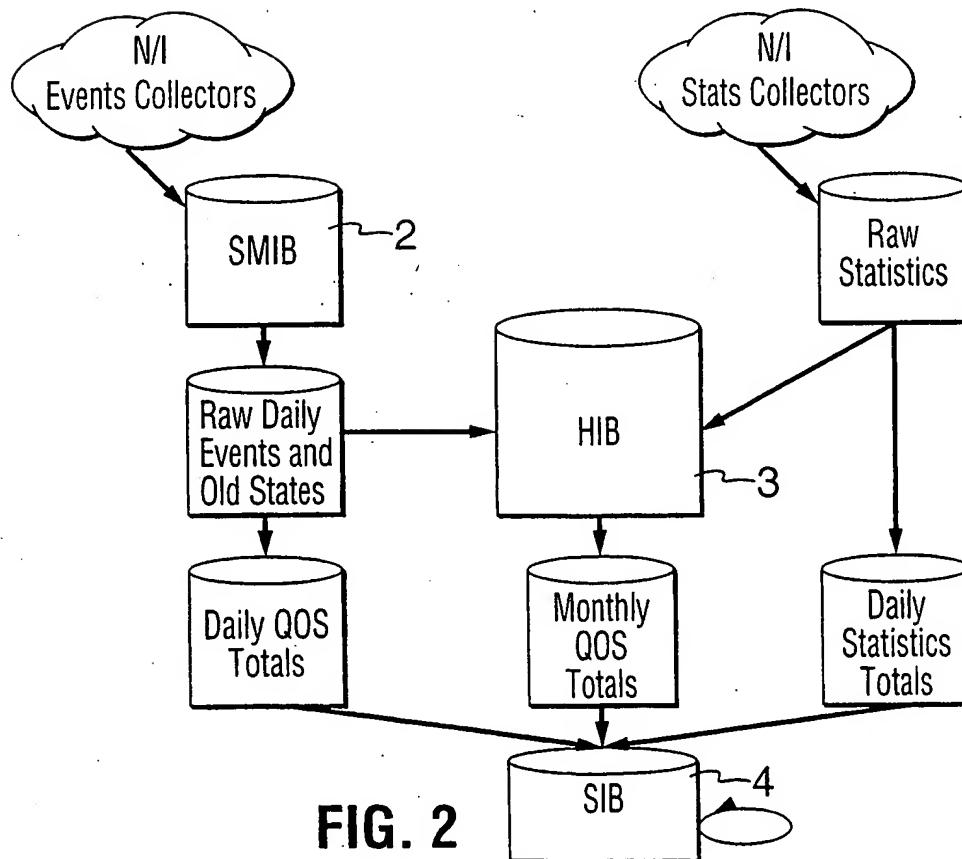 N/I
Events Collectors
N/I
Stats Collectors
SMIB
2
Raw
Statistics
Raw Daily
Events and
Old States
HIB
3
Daily QOS
Totals
Monthly
QOS
Totals
Daily
Statistics
Totals
SIB
4
FIG. 2